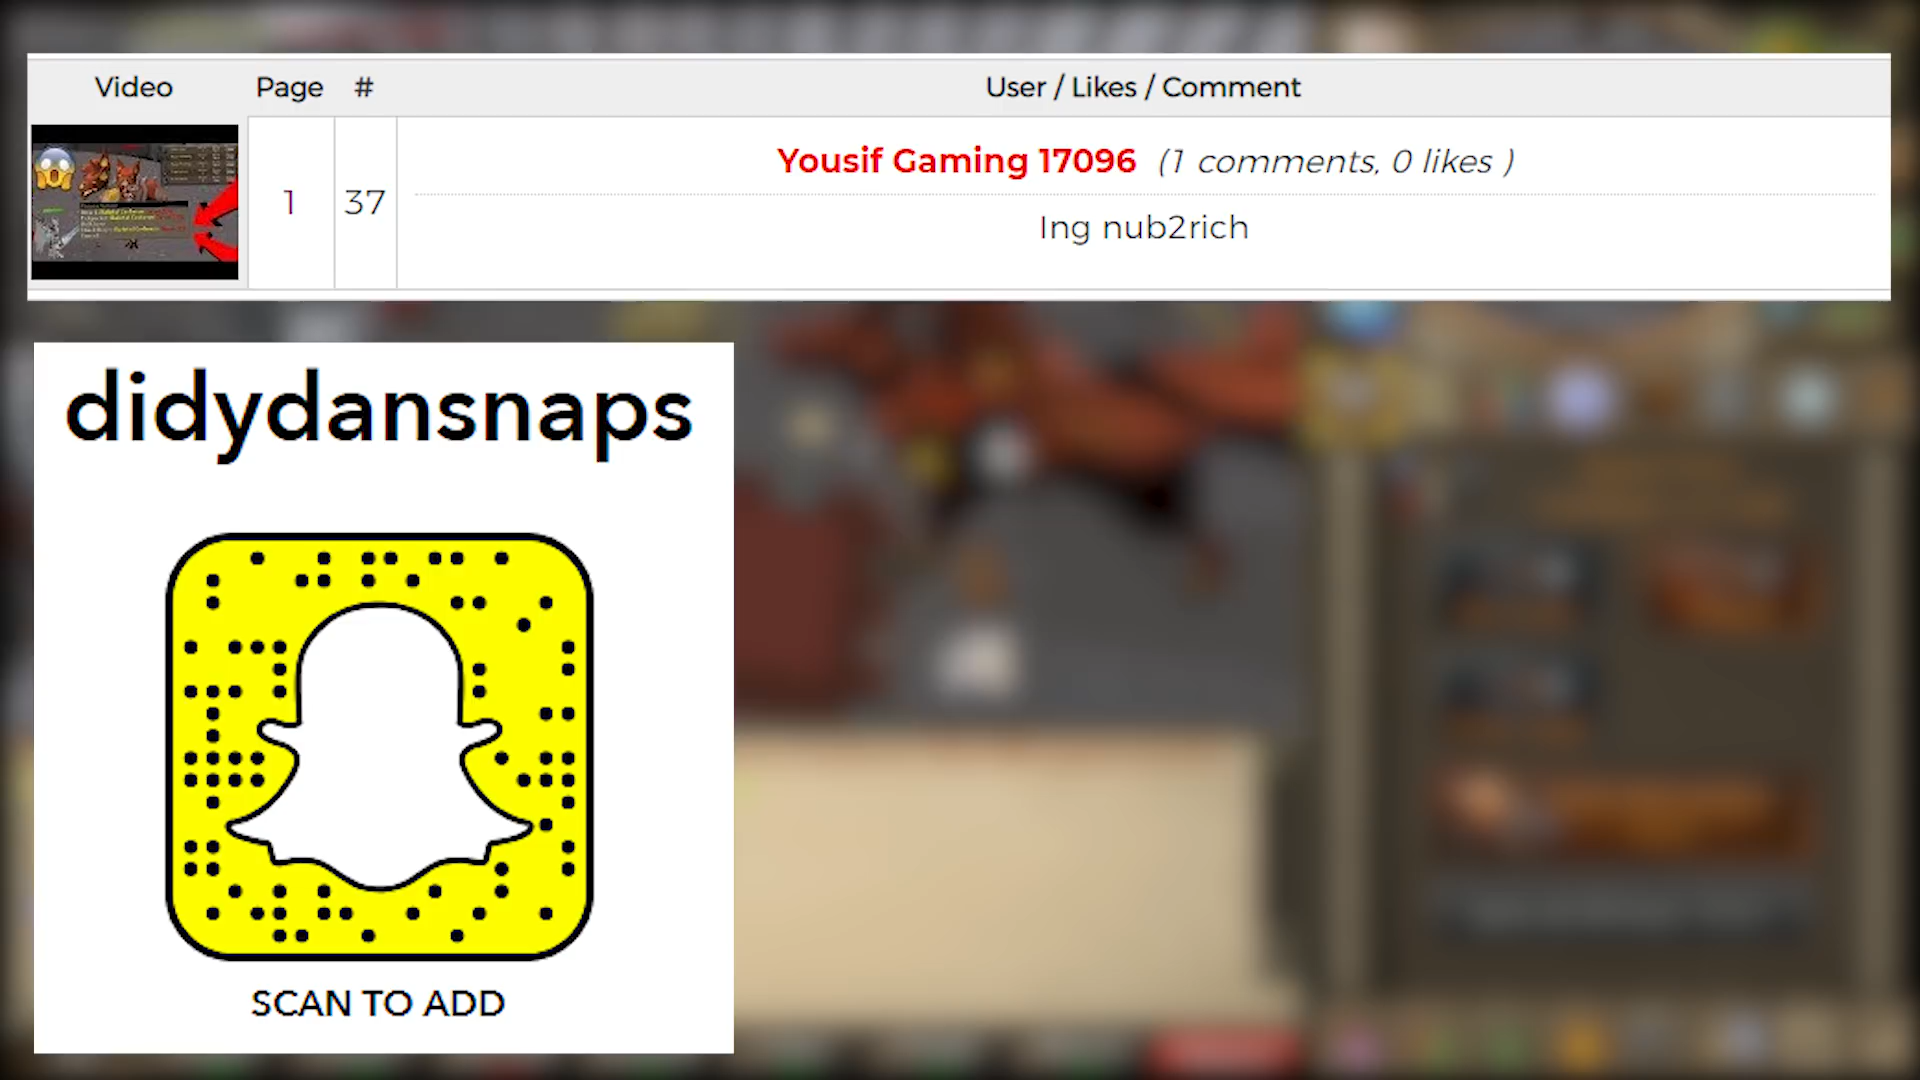 Video Page # User / Likes / Comment
1 37 Yousif Gaming 17096 (1 comments, 0 likes )
Ing nub2rich
didydansnaps
SCAN TO ADD